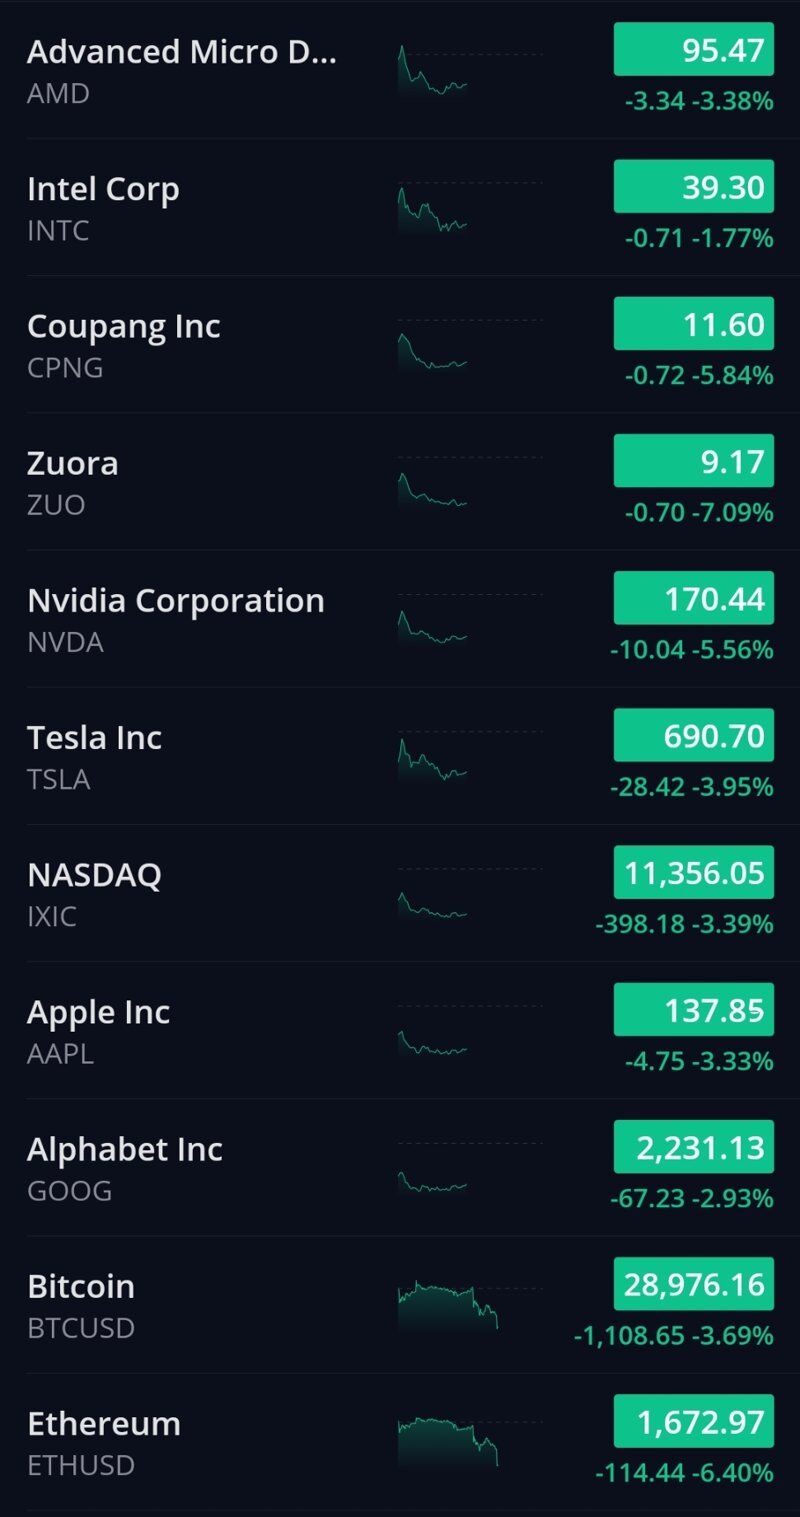 Advanced Micro D...
95.47
AMD
-3.34 -3.38%
Intel Corp
39.30
INTC
-0.71 -1.77%
Coupang Inc
11.60
CPNG
-0.72 -5.84%
Zuora
9.17
ZUO
-0.70 -7.09%
Nvidia Corporation
170.44
NVDA
-10.04 -5.56%
Tesla Inc
690.70
TSLA
-28.42 -3.95%
NASDAQ
11,356.05
IXIC
-398.18 -3.39%
Apple Inc
137.85
AAPL
-4.75 -3.33%
Alphabet Inc
2,231.13
GOOG
-67.23 -2.93%
Bitcoin
28,976.16
BTCUSD
-1,108.65 -3.69%
Ethereum
1,672.97
ETHUSD
-114.44 -6.40%